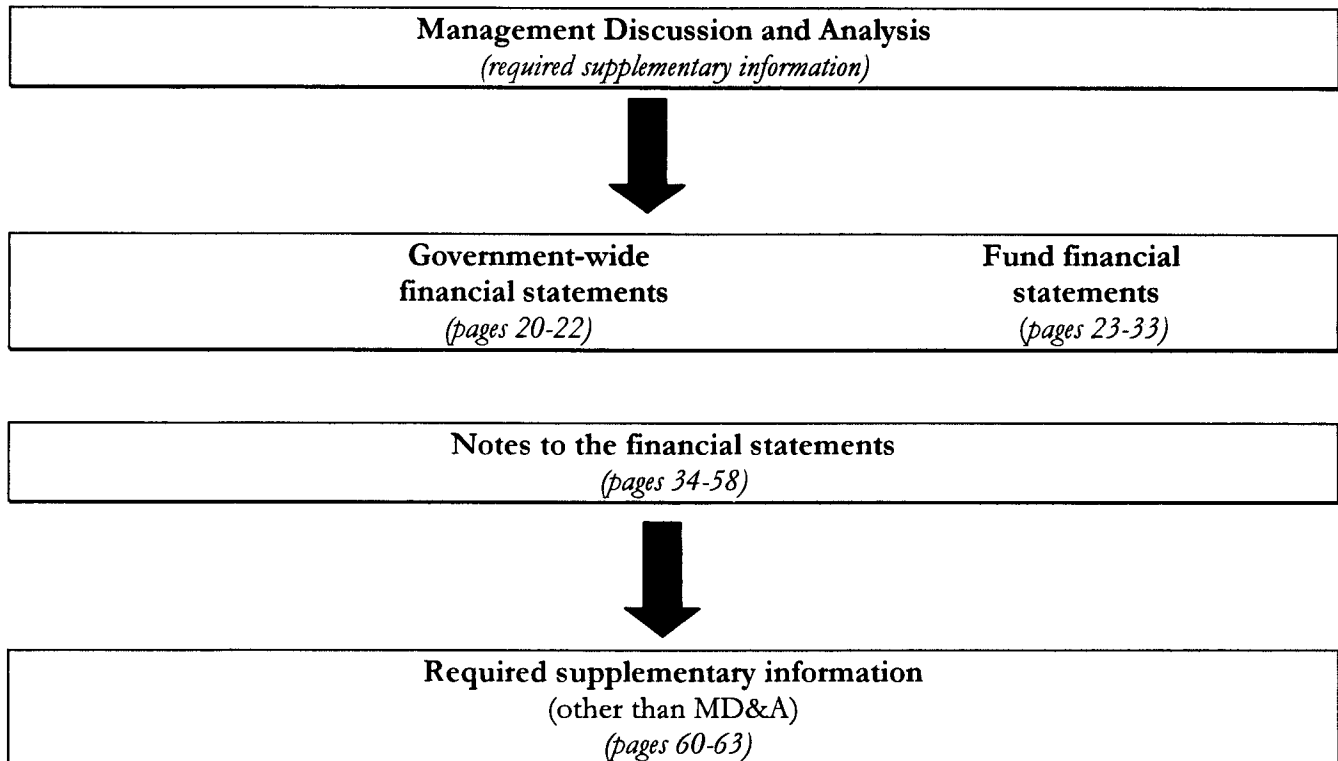 Management Discussion and Analysis
(required supplementary information)
Government-wide
financial statements
(pages 20-22)
Fund financial
statements
(pages 23-33)
Notes to the financial statements
(pages 34-58)
Required supplementary information
(other than MD&A)
(pages 60-63)